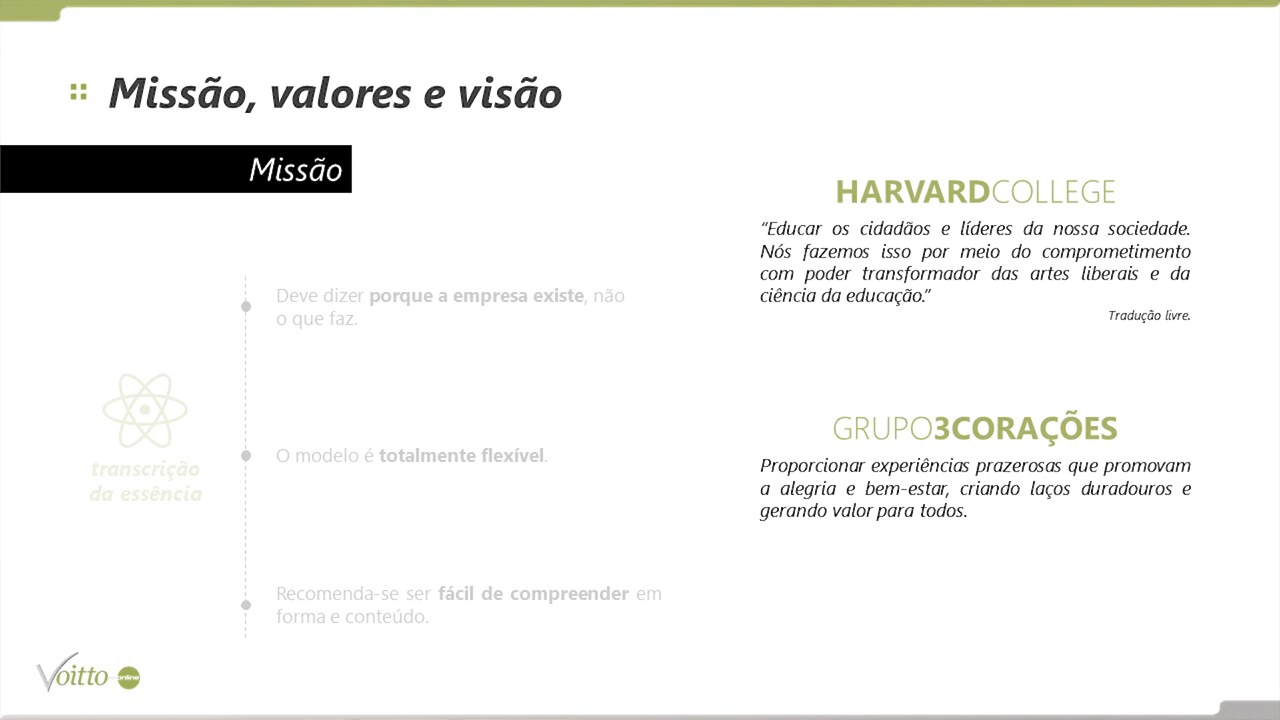 Missão, valores e visão
Missão
Deve dizer porque a empresa existe, não
o que faz.
transcrição
da essência
O modelo é totalmente flexível.
Recomenda-se ser fácil de compreender em
forma e conteúdo.
HARVARDCOLLEGE
“Educar os cidadãos e líderes da nossa sociedade.
Nós fazemos isso por meio do comprometimento
com poder transformador das artes liberais e da
ciência da educação.”
Tradução livre.
GRUPO3CORAÇÕES
Proporcionar experiências prazerosas que promovam
a alegria e bem-estar, criando laços duradouros e
gerando valor para todos.
Voitto online